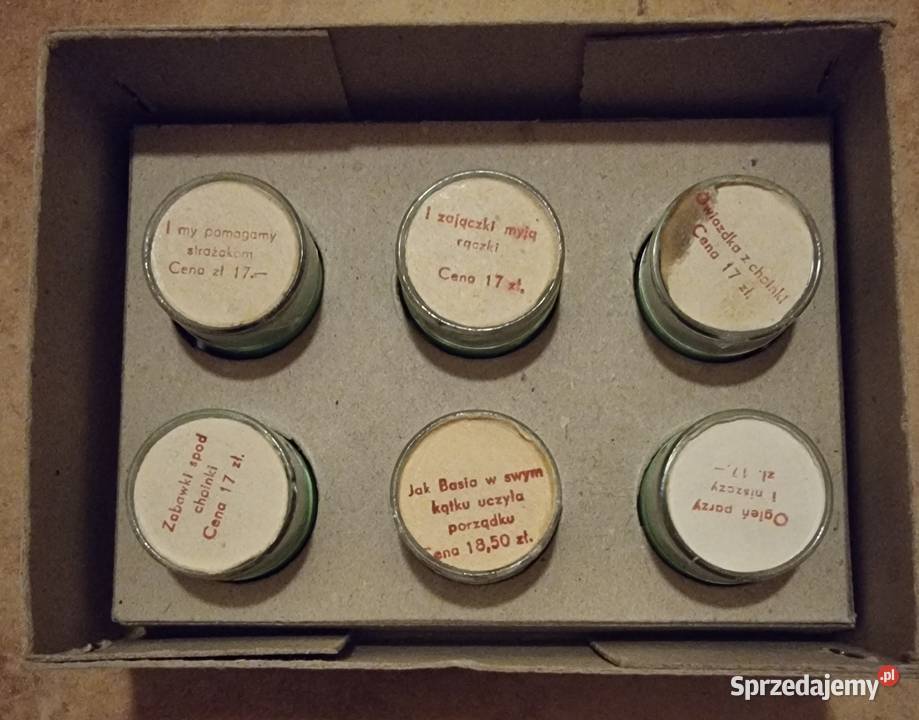 I my pomagamy
strażakom
Cena zł 17.—
I zajączki myją
rączki
Cena 17 zł.
Gwiazdka z choinki
Cena 17 zł.
Zabawki spod
choinki
Cena 17 zł.
Jak Basia w swym
kątku uczyła
porządku
Cena 18,50 zł.
Ogień parzy
i niszczy
zł. 17.—
Sprzedajemy.pl